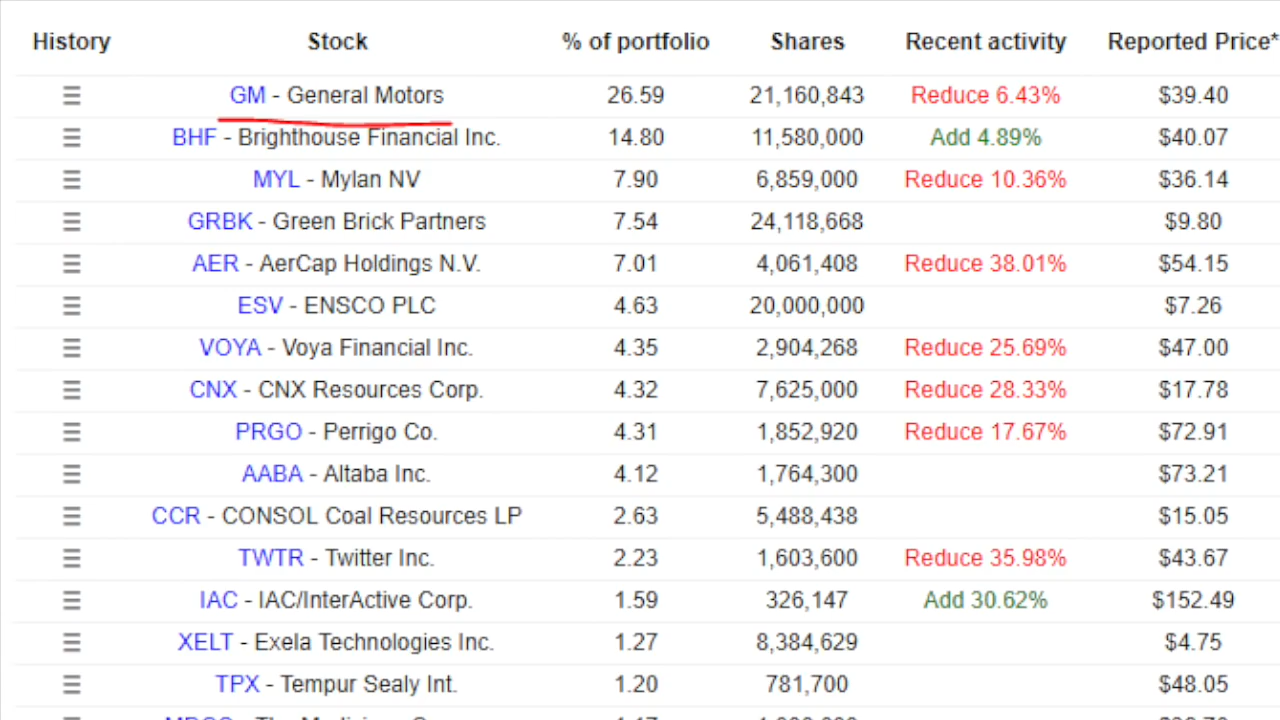 History Stock % of portfolio Shares Recent activity Reported Price*
GM - General Motors 26.59 21,160,843 Reduce 6.43% $39.40
BHF - Brighthouse Financial Inc. 14.80 11,580,000 Add 4.89% $40.07
MYL - Mylan NV 7.90 6,859,000 Reduce 10.36% $36.14
GRBK - Green Brick Partners 7.54 24,118,668 $9.80
AER - AerCap Holdings N.V. 7.01 4,061,408 Reduce 38.01% $54.15
ESV - ENSCO PLC 4.63 20,000,000 $7.26
VOYA - Voya Financial Inc. 4.35 2,904,268 Reduce 25.69% $47.00
CNX - CNX Resources Corp. 4.32 7,625,000 Reduce 28.33% $17.78
PRGO - Perrigo Co. 4.31 1,852,920 Reduce 17.67% $72.91
AABA - Altaba Inc. 4.12 1,764,300 $73.21
CCR - CONSOL Coal Resources LP 2.63 5,488,438 $15.05
TWTR - Twitter Inc. 2.23 1,603,600 Reduce 35.98% $43.67
IAC - IAC/InterActive Corp. 1.59 326,147 Add 30.62% $152.49
XELT - Exela Technologies Inc. 1.27 8,384,629 $4.75
TPX - Tempur Sealy Int. 1.20 781,700 $48.05